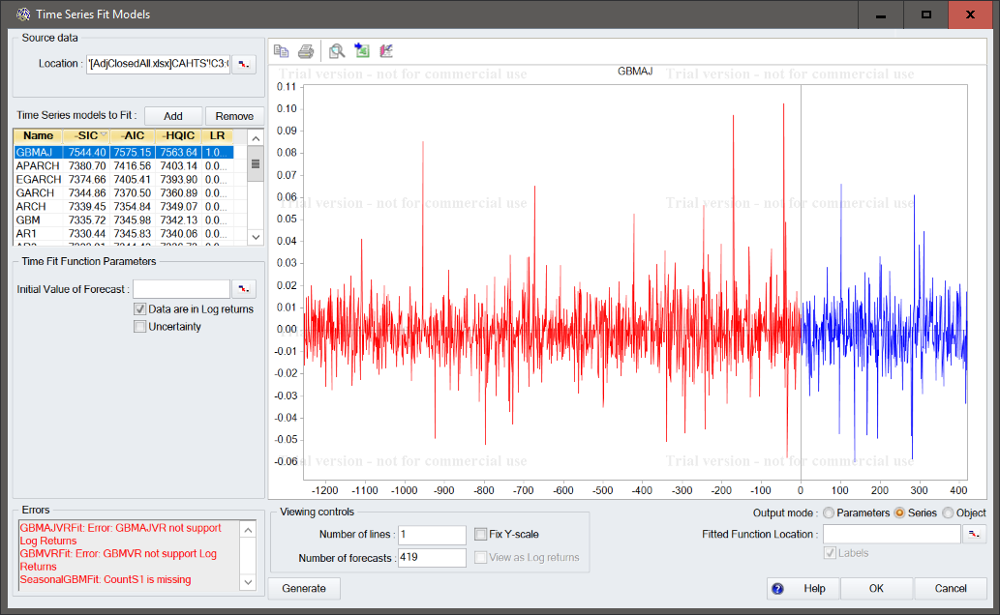 Time Series Fit Models
Source data
Location : '[AdjClosedAll.xlsx]CAHTS'!C3:
Time Series models to Fit : Add Remove
Name -SIC -AIC -HQIC LR
GBMAJ 7544.40 7575.15 7563.64 1 0...
APARCH 7380.70 7416.56 7403.14 0.0...
EGARCH 7374.66 7405.41 7393.90 0.0...
GARCH 7344.86 7370.50 7360.89 0.0...
ARCH 7339.45 7354.84 7349.07 0.0...
GBM 7335.72 7345.98 7342.13 0.0...
AR1 7330.44 7345.83 7340.06 0.0...
Time Fit Function Parameters
Initial Value of Forecast :
Data are in Log returns
Uncertainty
Errors
GBMAJVRFit: Error: GBMAJVR not support
Log Returns
GBMVRFit: Error: GBMVR not support Log
Returns
SeasonalGBMFit: CountS1 is missing
GBMAJ
Trial version - not for commercial use Trial version - not for commercial use
0.11
0.10
0.09
0.08
0.07
0.06
Trial version - not for commercial use Trial version - not for commercial use
0.05
0.04
0.03
0.02
0.01
0.00
-0.01
-0.02
-0.03
-0.04
-0.05
-0.06
Trial version - not for commercial use Trial version - not for commercial use
-1200 -1100 -1000 -900 -800 -700 -600 -500 -400 -300 -200 -100 0 100 200 300 400
Viewing controls
Number of lines : 1 Fix Y-scale
Number of forecasts : 419 View as Log returns
Output mode : Parameters Series Object
Fitted Function Location :
Labels
Generate Help OK Cancel